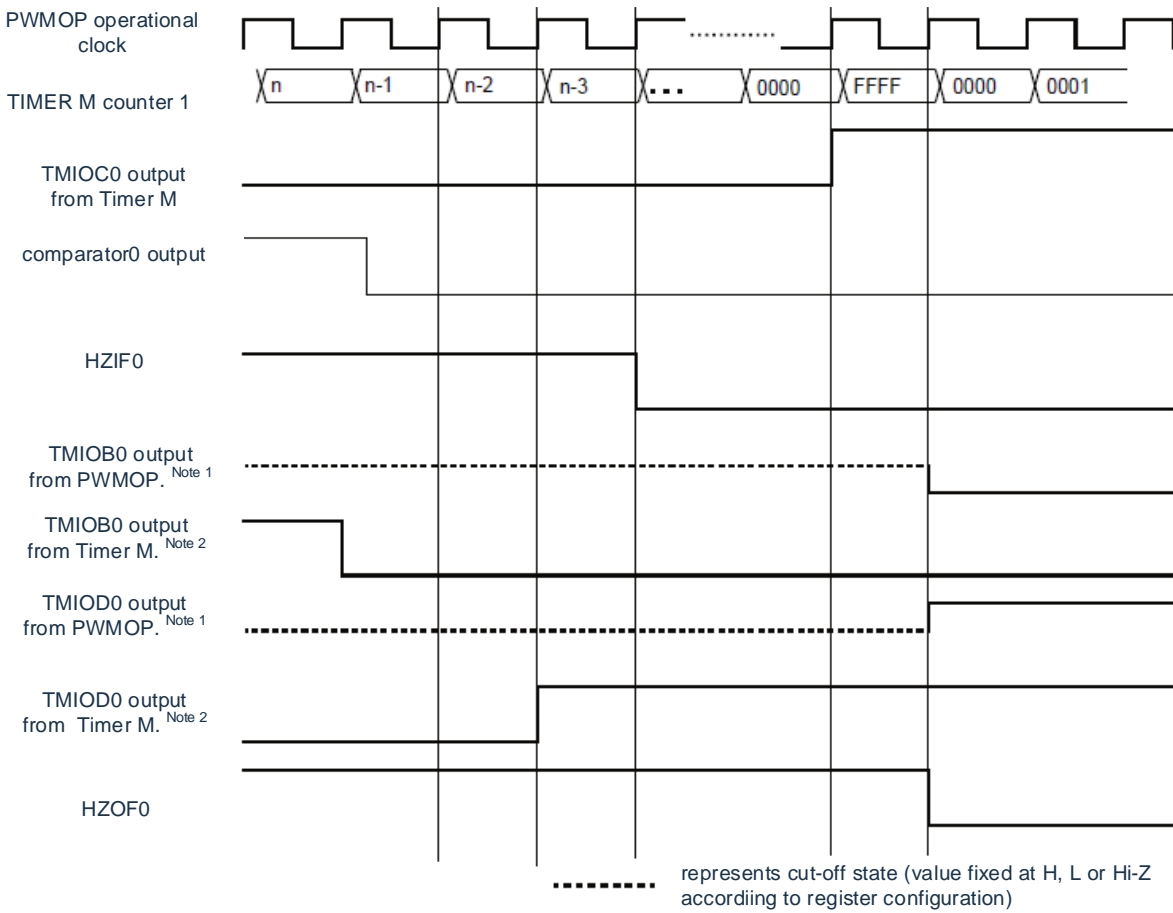 PWMOP operational
clock
TIMER M counter 1
n n-1 n-2 n-3 ... 0000 FFFF 0000 0001
TMIOC0 output
from Timer M
comparator0 output
HZIF0
TMIOB0 output
from PWMOP. Note 1
TMIOB0 output
from Timer M. Note 2
TMIOD0 output
from PWMOP. Note 1
TMIOD0 output
from Timer M. Note 2
HZOF0
represents cut-off state (value fixed at H, L or Hi-Z
accordiing to register configuration)